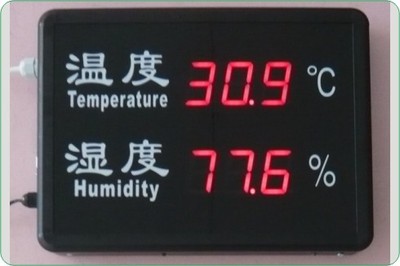 温度 30.9 ℃
Temperature
湿度 77.6 %
Humidity